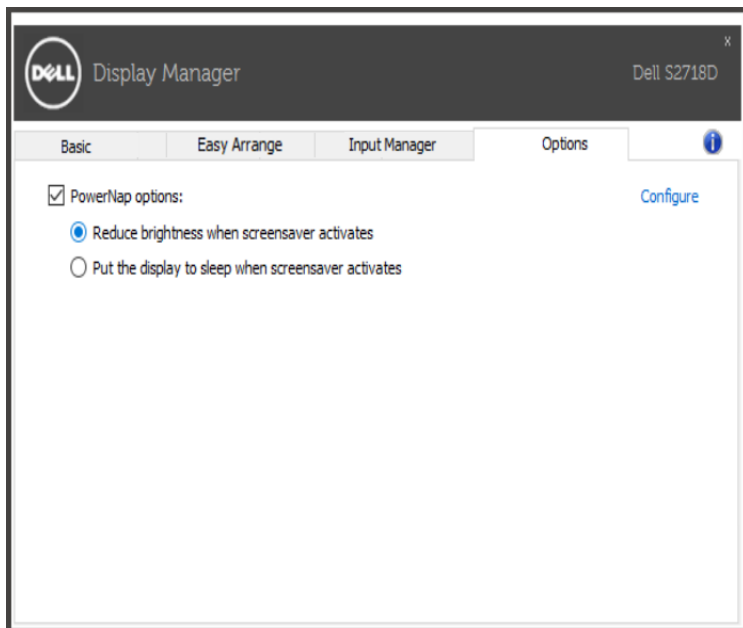 x
DELL Display Manager Dell S2718D
Basic Easy Arrange Input Manager Options i
PowerNap options: Configure
Reduce brightness when screensaver activates
Put the display to sleep when screensaver activates